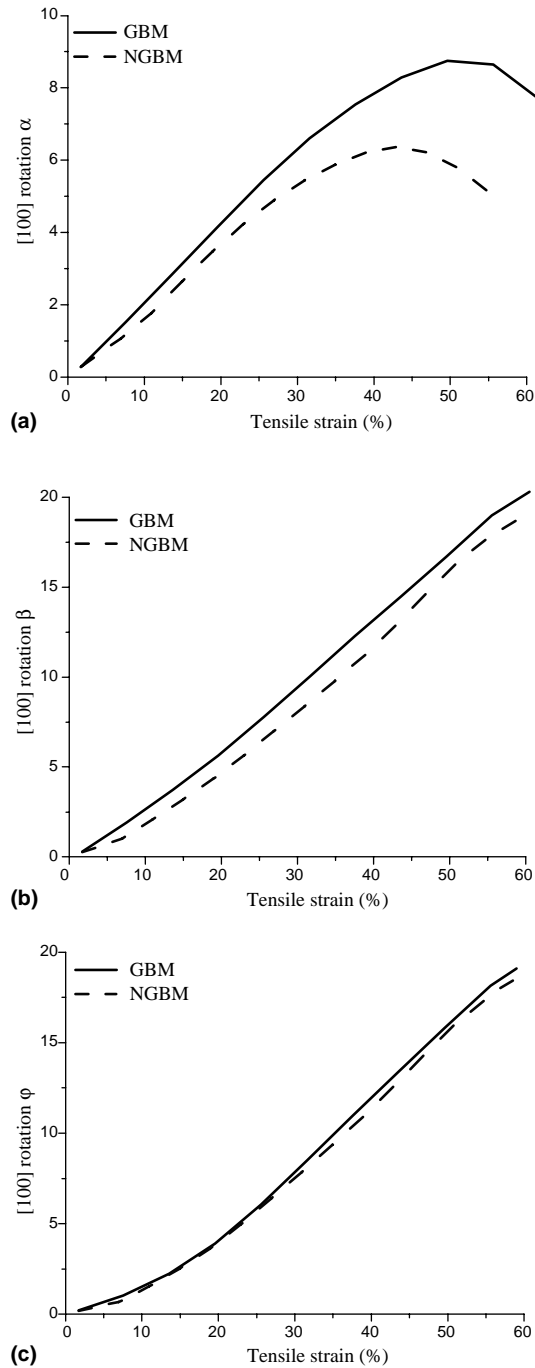 10
GBM
NGBM
8
6
4
2
0
[100] rotation α
0 10 20 30 40 50 60
(a)
Tensile strain (%)
20
GBM
NGBM
15
10
5
0
[100] rotation β
0 10 20 30 40 50 60
(b)
Tensile strain (%)
20
GBM
NGBM
15
10
5
0
[100] rotation φ
0 10 20 30 40 50 60
(c)
Tensile strain (%)